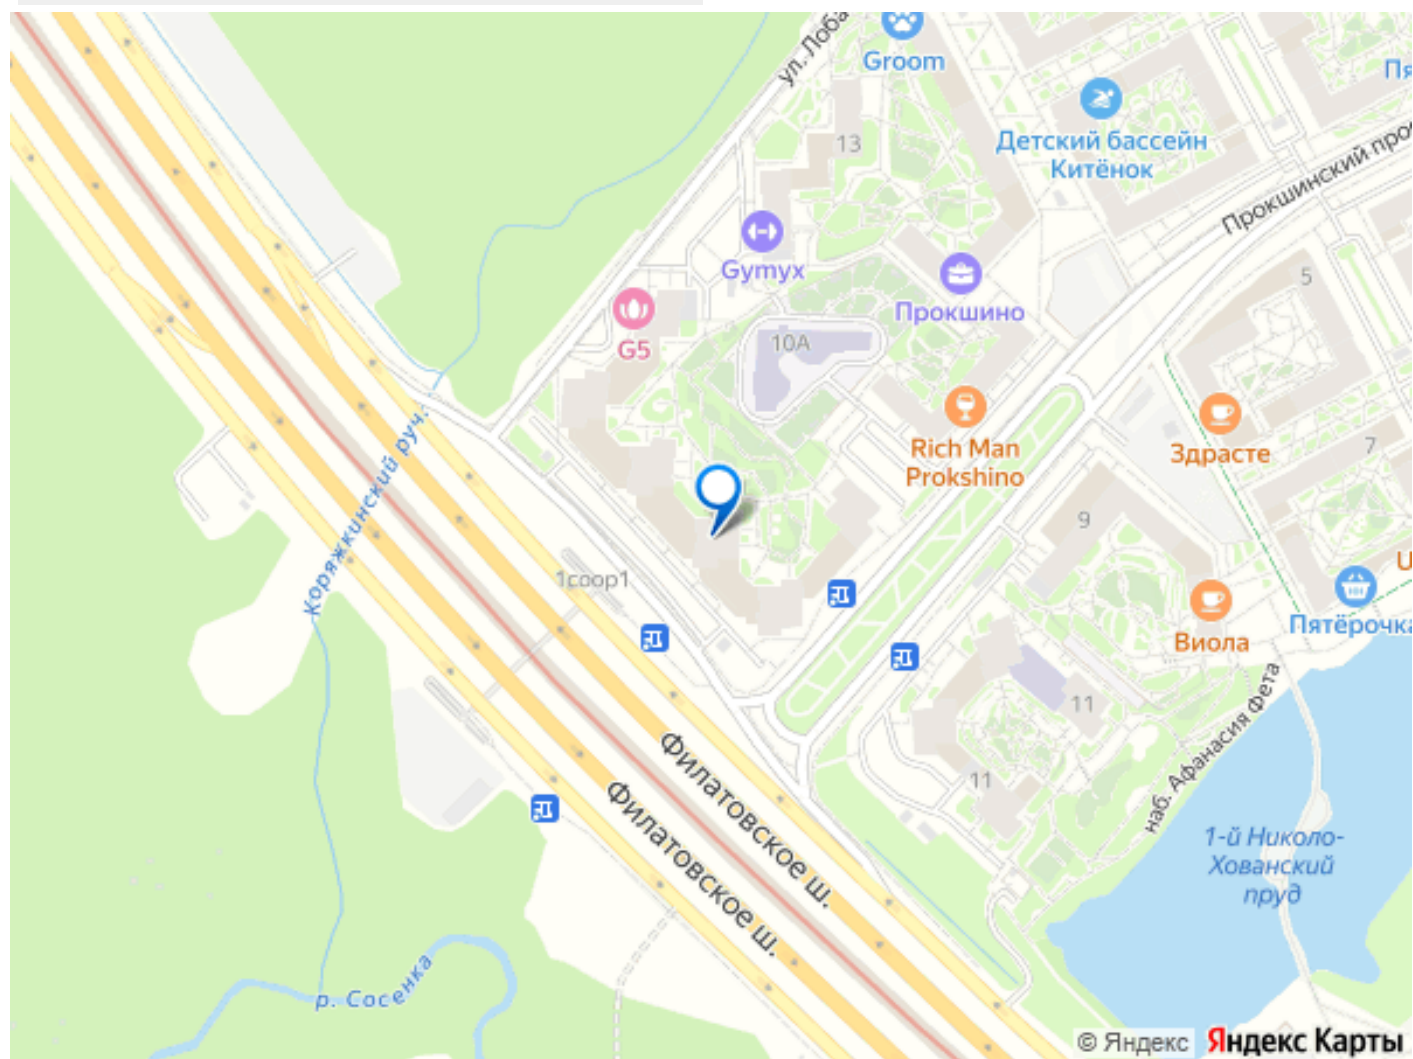 ул. Лоба
Groom
Пя
Детский бассейн
Китёнок
13
Прокшинский прос
Gymyx
Прокшино
5
G5
10А
Rich Man
Prokshino
Здрасте
7
Коряжкинский руч.
9
1соор1
Виола
Пятёрочка
U
11
11
наб. Афанасия Фета
Филатовское ш.
Филатовское ш.
1-й Николо-
Хованский
пруд
р. Сосенка
© Яндекс
Яндекс Карты